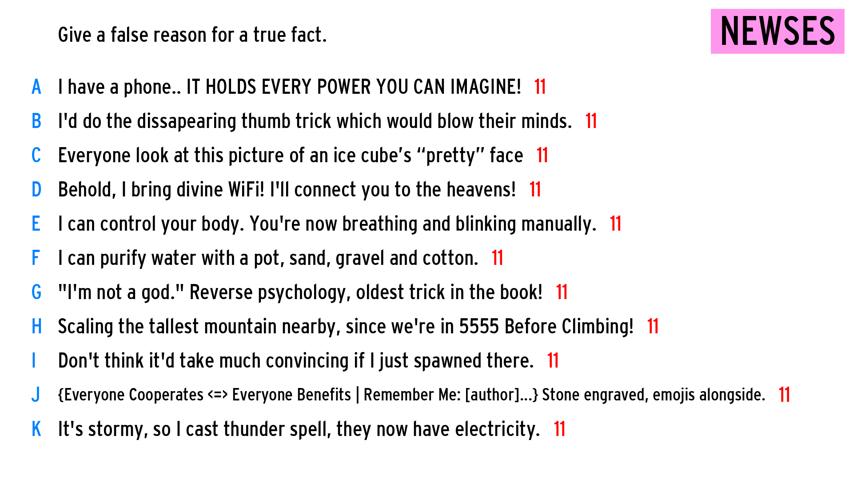 Give a false reason for a true fact.
NEWSES
A I have a phone.. IT HOLDS EVERY POWER YOU CAN IMAGINE! 11
B I'd do the dissapearing thumb trick which would blow their minds. 11
C Everyone look at this picture of an ice cube's “pretty” face 11
D Behold, I bring divine WiFi! I'll connect you to the heavens! 11
E I can control your body. You're now breathing and blinking manually. 11
F I can purify water with a pot, sand, gravel and cotton. 11
G "I'm not a god." Reverse psychology, oldest trick in the book! 11
H Scaling the tallest mountain nearby, since we're in 5555 Before Climbing! 11
I Don't think it'd take much convincing if I just spawned there. 11
J {Everyone Cooperates <=> Everyone Benefits | Remember Me: [author]...} Stone engraved, emojis alongside. 11
K It's stormy, so I cast thunder spell, they now have electricity. 11